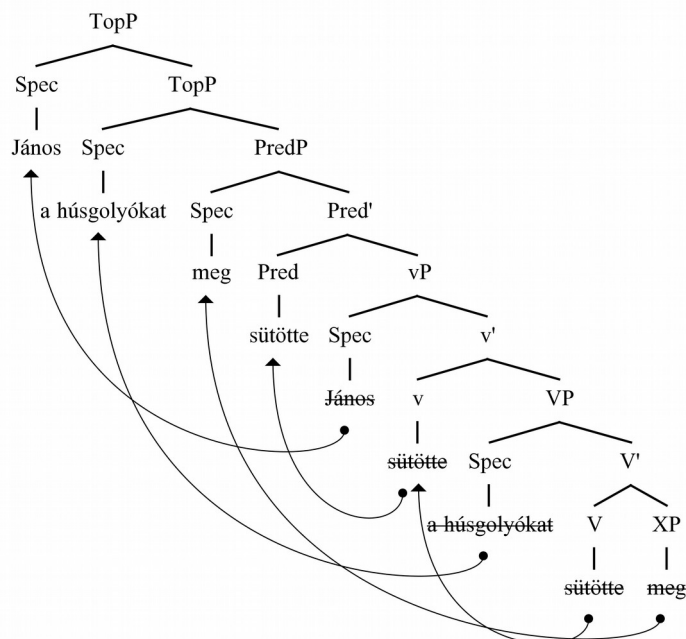 TopP
Spec TopP
János Spec PredP
a húsgolyókat Spec Pred'
meg Pred vP
sütötte Spec v'
János v VP
sütötte Spec V'
a húsgolyókat V XP
sütötte meg